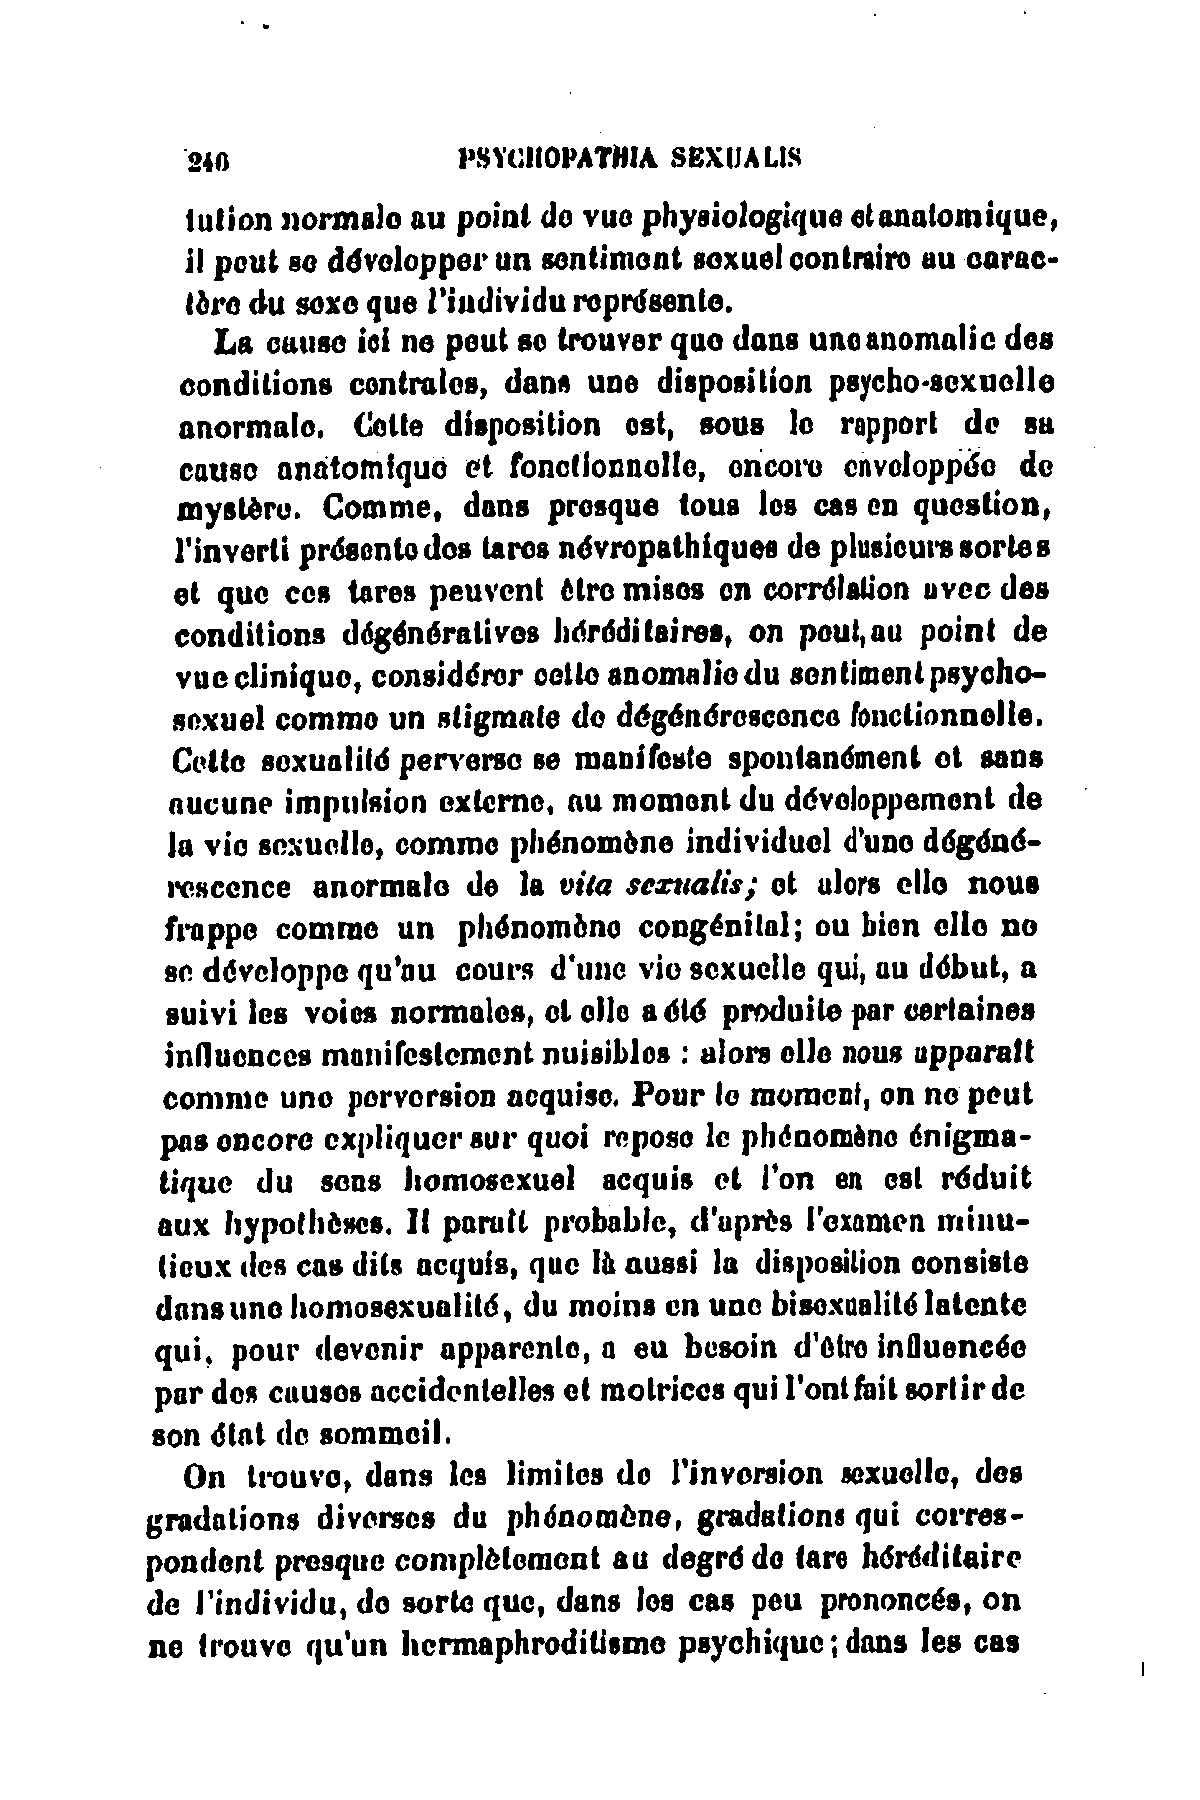 240 PSYCHOPATHIA SEXUALIS
tution normale au point de vue physiologique et anatomique,
il peut se développer un sentiment sexuel contraire au carac-
tère du sexe que l'individu représente.
La cause ici ne peut se trouver que dans une anomalie des
conditions centrales, dans une disposition psycho-sexuelle
anormale. Cette disposition est, sous le rapport de sa
cause anatomique et fonctionnelle, encore enveloppée de
mystère. Comme, dans presque tous les cas en question,
l'inverti présente des tares névropathiques de plusieurs sortes
et que ces tares peuvent être mises en corrélation avec des
conditions dégénératives héréditaires, on peut, au point de
vue clinique, considérer cette anomalie du sentiment psycho-
sexuel comme un stigmate de dégénérescence fonctionnelle.
Cette sexualité perverse se manifeste spontanément et sans
aucune impulsion externe, au moment du développement de
la vie sexuelle, comme phénomène individuel d'une dégéné-
rescence anormale de la vita sexualis; et alors elle nous
frappe comme un phénomène congénital; ou bien elle ne
se développe qu'au cours d'une vie sexuelle qui, au début, a
suivi les voies normales, et elle a été produite par certaines
influences manifestement nuisibles : alors elle nous apparaît
comme une perversion acquise. Pour le moment, on ne peut
pas encore expliquer sur quoi repose le phénomène énigma-
tique du sens homosexuel acquis et l'on en est réduit
aux hypothèses. Il paraît probable, d'après l'examen minu-
tieux des cas dits acquis, que là aussi la disposition consiste
dans une homosexualité, du moins en une bisexualité latente
qui, pour devenir apparente, a eu besoin d'être influencée
par des causes accidentelles et motrices qui l'ont fait sortir de
son état de sommeil.
On trouve, dans les limites de l'inversion sexuelle, des
gradations diverses du phénomène, gradations qui corres-
pondent presque complètement au degré de tare héréditaire
de l'individu, de sorte que, dans les cas peu prononcés, on
ne trouve qu'un hermaphroditisme psychique ; dans les cas